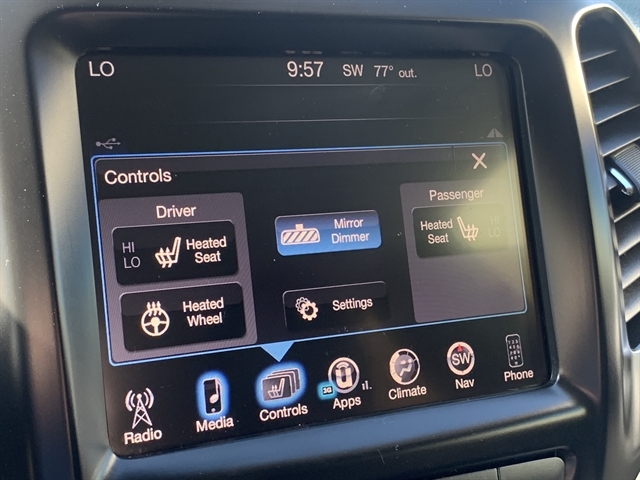 LO 9:57 SW 77° out. LO
Controls X
Driver
HI
LO
Heated
Seat
Heated
Wheel
Mirror
Dimmer
Settings
Passenger
Heated
Seat
HI
LO
Radio
Media
Controls
3G
Apps
Climate
SW
Nav
Phone